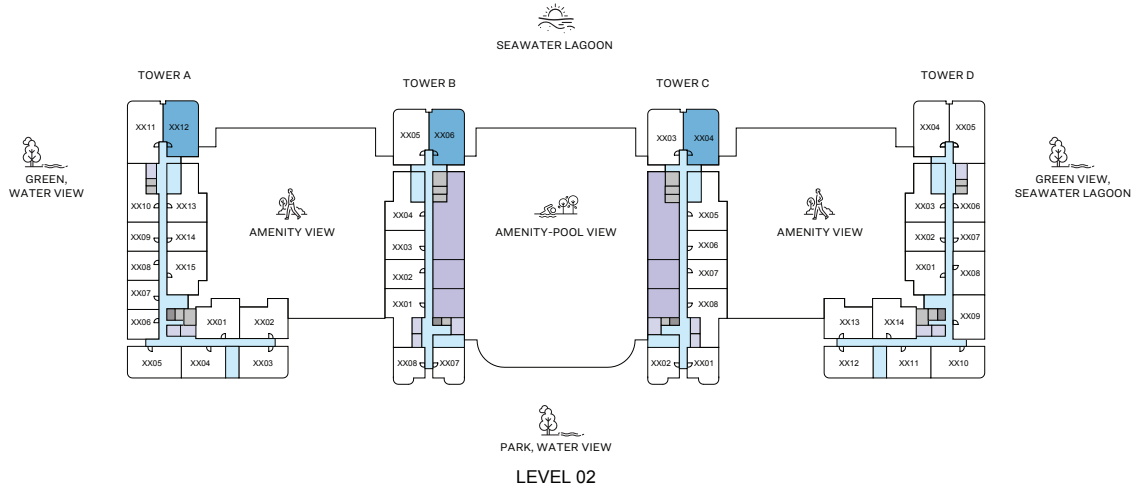 SEAWATER LAGOON
TOWER A
TOWER B
TOWER C
TOWER D
XX11
XX12
XX05
XX06
XX03
XX04
XX04
XX05
GREEN,
WATER VIEW
GREEN VIEW,
SEAWATER LAGOON
XX10
XX13
XX09
XX14
XX08
XX15
XX07
XX06
XX01
XX02
XX05
XX04
XX03
AMENITY VIEW
XX04
XX03
XX02
XX01
XX08
XX07
AMENITY-POOL VIEW
XX05
XX06
XX07
XX08
XX02
XX01
AMENITY VIEW
XX03
XX06
XX02
XX07
XX01
XX08
XX09
XX13
XX14
XX12
XX11
XX10
PARK, WATER VIEW
LEVEL 02